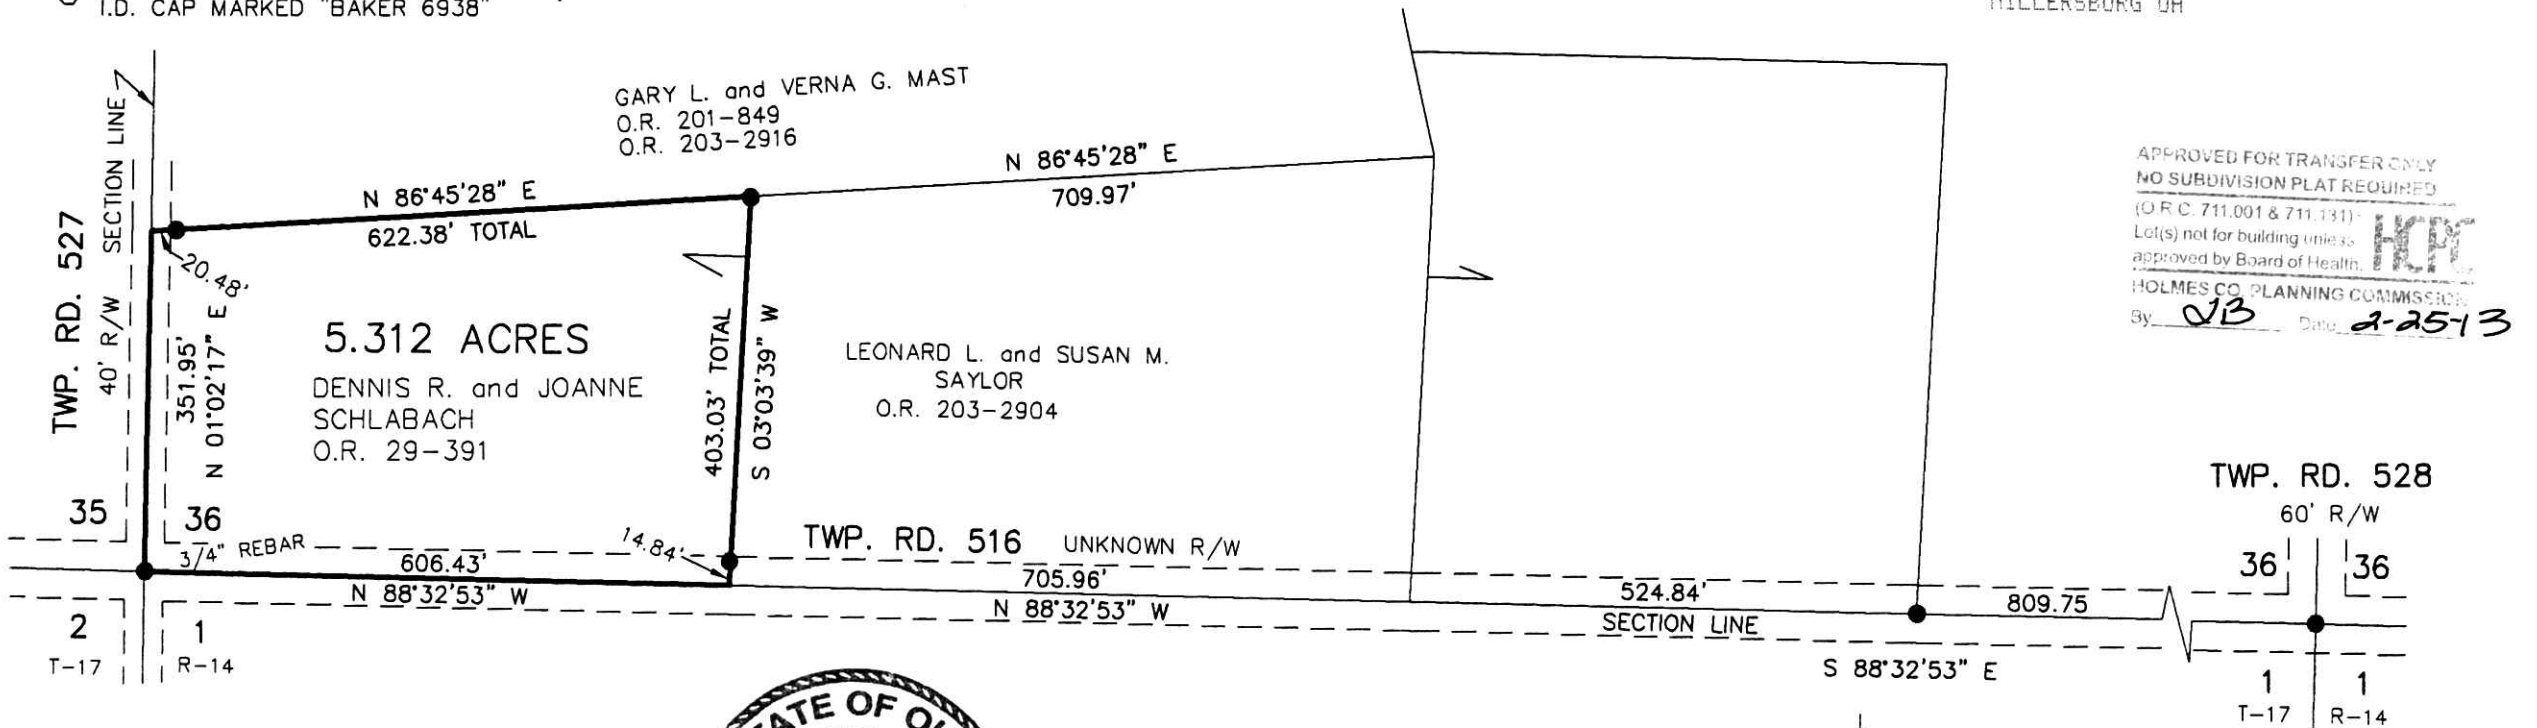 I.D. CAP MARKED "BAKER 6938"
MILLERSBURG OH
SECTION LINE
GARY L. and VERNA G. MAST
O.R. 201-849
O.R. 203-2916
N 86°45'28" E
709.97'
N 86°45'28" E
622.38' TOTAL
20.48'
TWP. RD. 527
40' R/W
351.95'
N 01°02'17" E
5.312 ACRES
DENNIS R. and JOANNE
SCHLABACH
O.R. 29-391
403.03' TOTAL
S 03°03'39" W
LEONARD L. and SUSAN M.
SAYLOR
O.R. 203-2904
APPROVED FOR TRANSFER ONLY
NO SUBDIVISION PLAT REQUIRED
(O.R.C. 711.001 & 711.131)
Lot(s) not for building unless
approved by Board of Health.
HCPC
HOLMES CO. PLANNING COMMISSION
By JB Date 2-25-13
35
36
3/4" REBAR
606.43'
14.84'
N 88°32'53" W
TWP. RD. 516 UNKNOWN R/W
705.96'
N 88°32'53" W
524.84'
SECTION LINE
809.75
S 88°32'53" E
TWP. RD. 528
60' R/W
36
36
2
1
T-17
R-14
1
1
T-17
R-14
STATE OF